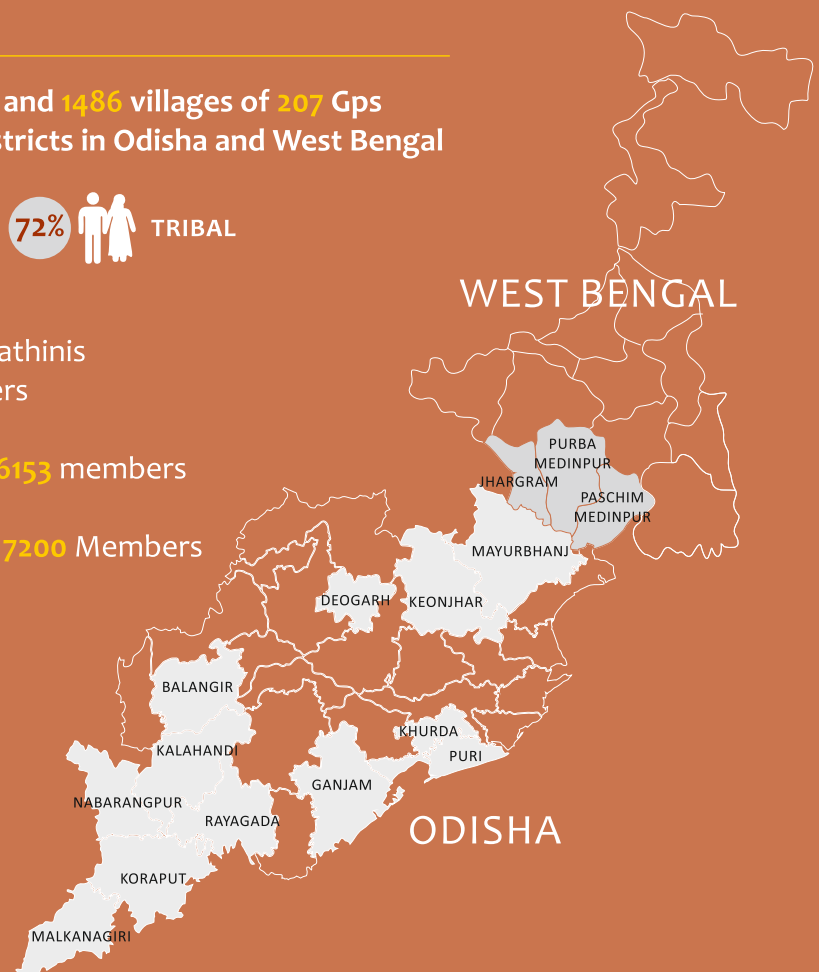 and 1486 villages of 207 Gps
stricts in Odisha and West Bengal
72% TRIBAL
WEST BENGAL
athinis
ers
6153 members
7200 Members
PURBA
MEDINPUR
JHARGRAM
PASCHIM
MEDINPUR
MAYURBHANJ
DEOGARH
KEONJHAR
BALANGIR
KHURDA
KALAHANDI
PURI
GANJAM
NABARANGPUR
RAYAGADA
ODISHA
KORAPUT
MALKANAGIRI